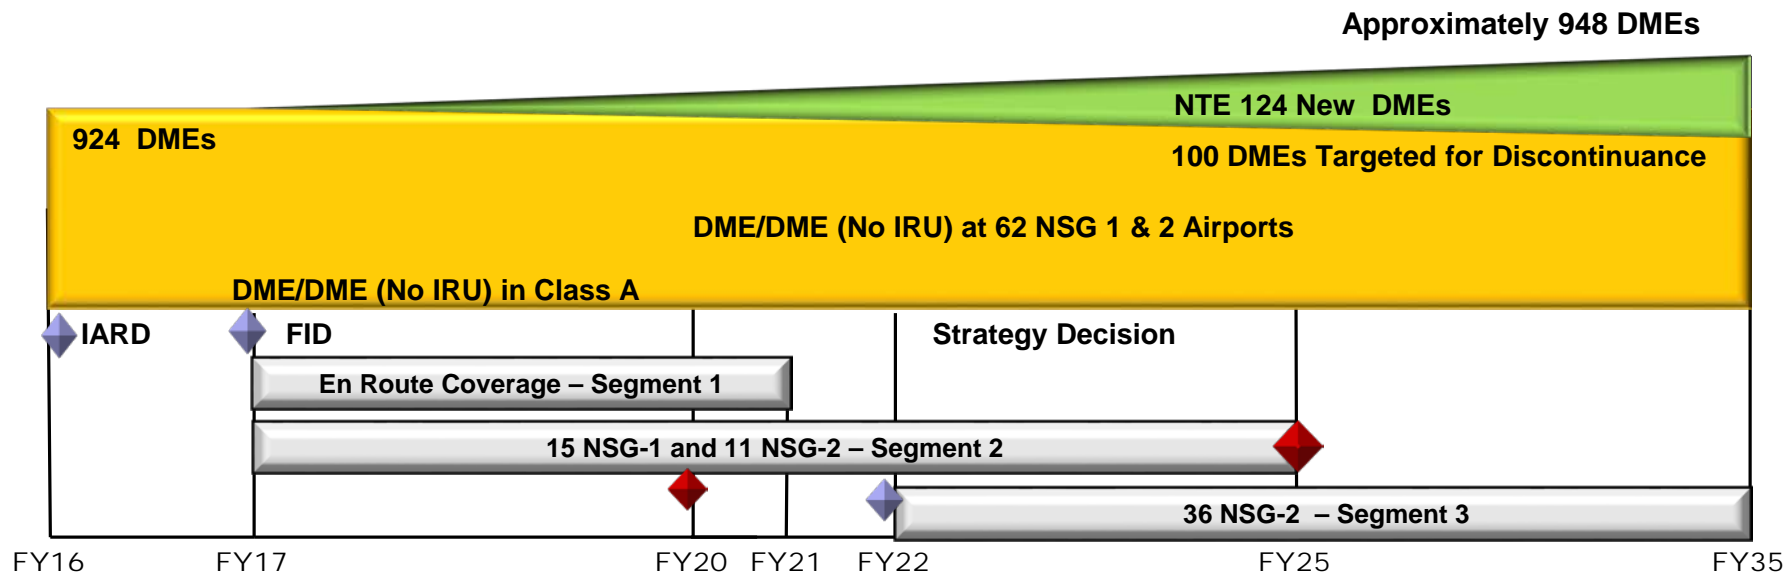 Approximately 948 DMEs
NTE 124 New DMEs
924 DMEs
100 DMEs Targeted for Discontinuance
DME/DME (No IRU) at 62 NSG 1 & 2 Airports
DME/DME (No IRU) in Class A
IARD FID Strategy Decision
En Route Coverage – Segment 1
15 NSG-1 and 11 NSG-2 – Segment 2
36 NSG-2 – Segment 3
FY16 FY17 FY20 FY21 FY22 FY25 FY35